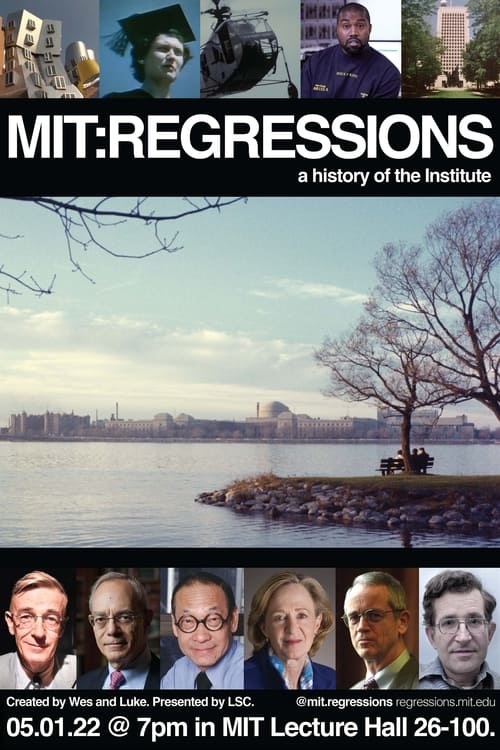 MIT:REGRESSIONS
a history of the Institute
Created by Wes and Luke. Presented by LSC. @mit.regressions regressions.mit.edu
05.01.22 @ 7pm in MIT Lecture Hall 26-100.